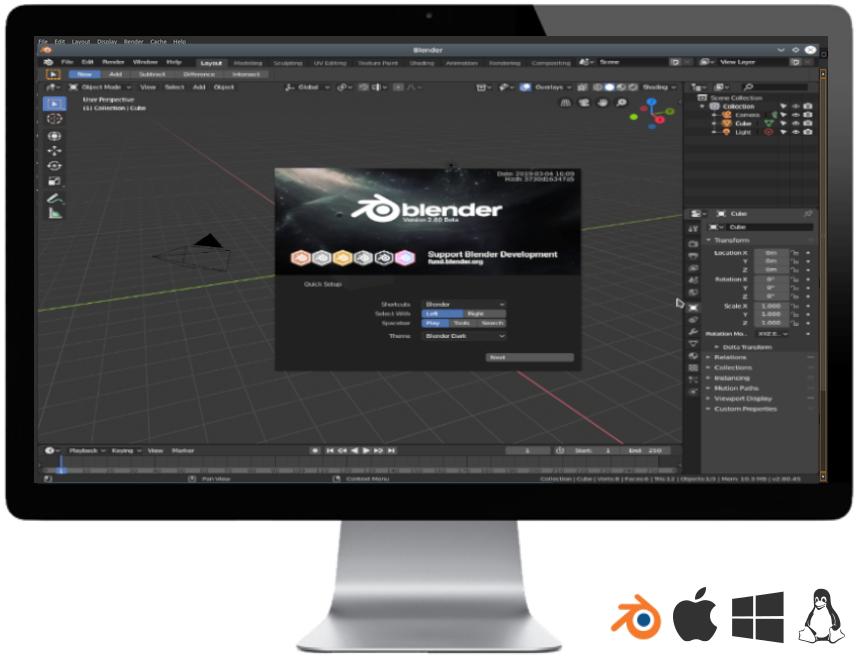 File Edit Layout Display Render Cache Help
Blender
File Edit Render Window Help Layout Modeling Sculpting UV Editing Texture Paint Shading Animation Rendering Compositing Scene View Layer
New Add Subtract Difference Intersect
Object Mode View Select Add Object Global Overlays Shading
User Perspective
(1) Collection | Cube
Scene Collection
Collection
Camera
Cube
Light
Date: 2019-03-04 16:09
Hash: 3730d16347a5
blender
Version 2.80 Beta
Support Blender Development
fund.blender.org
Quick Setup
Shortcuts Blender
Select With Left Right
Spacebar Play Tools Search
Theme Blender Dark
Next
Cube
Cube
Transform
Location X 0m
Y 0m
Z 0m
Rotation X 0°
Y 0°
Z 0°
Scale X 1.000
Y 1.000
Z 1.000
Rotation Mo..
Delta Transform
Relations
Collections
Instancing
Motion Paths
Viewport Display
Custom Properties
Playback Keying View Marker 1 Start: 1 End 250
1
Pan View Context Menu Collection | Cube | Verts:8 | Faces:6 | Tris:12 | Objects:1/3 | Mem: 10.3 MB | v2.80.45